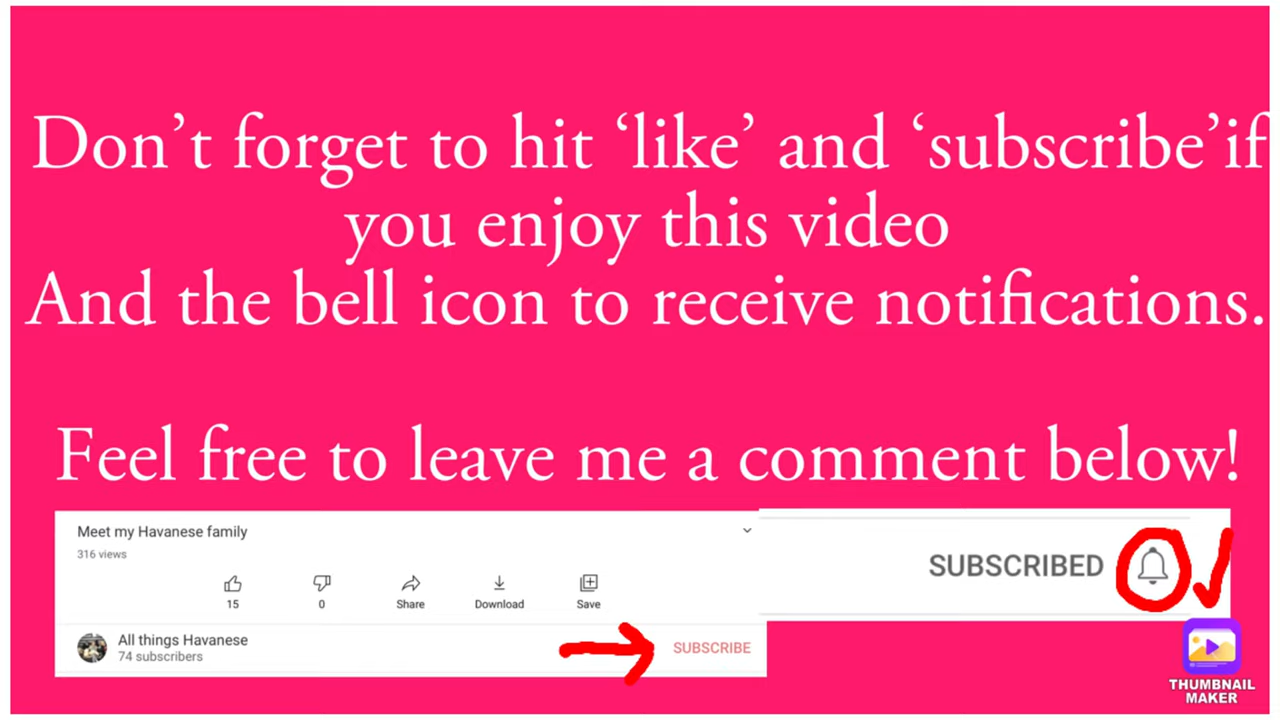 Don’t forget to hit ‘like’ and ‘subscribe’if
you enjoy this video
And the bell icon to receive notifications.
Feel free to leave me a comment below!
Meet my Havanese family
316 views
15 0 Share Download Save
All things Havanese
74 subscribers
SUBSCRIBE
SUBSCRIBED
THUMBNAIL
MAKER